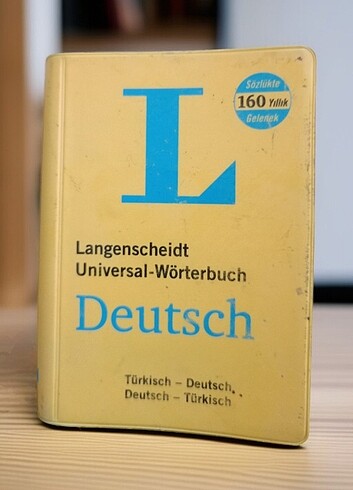 L
Sözlükte
160 Yıllık
Gelenek
Langenscheidt
Universal-Wörterbuch
Deutsch
Türkisch – Deutsch
Deutsch – Türkisch